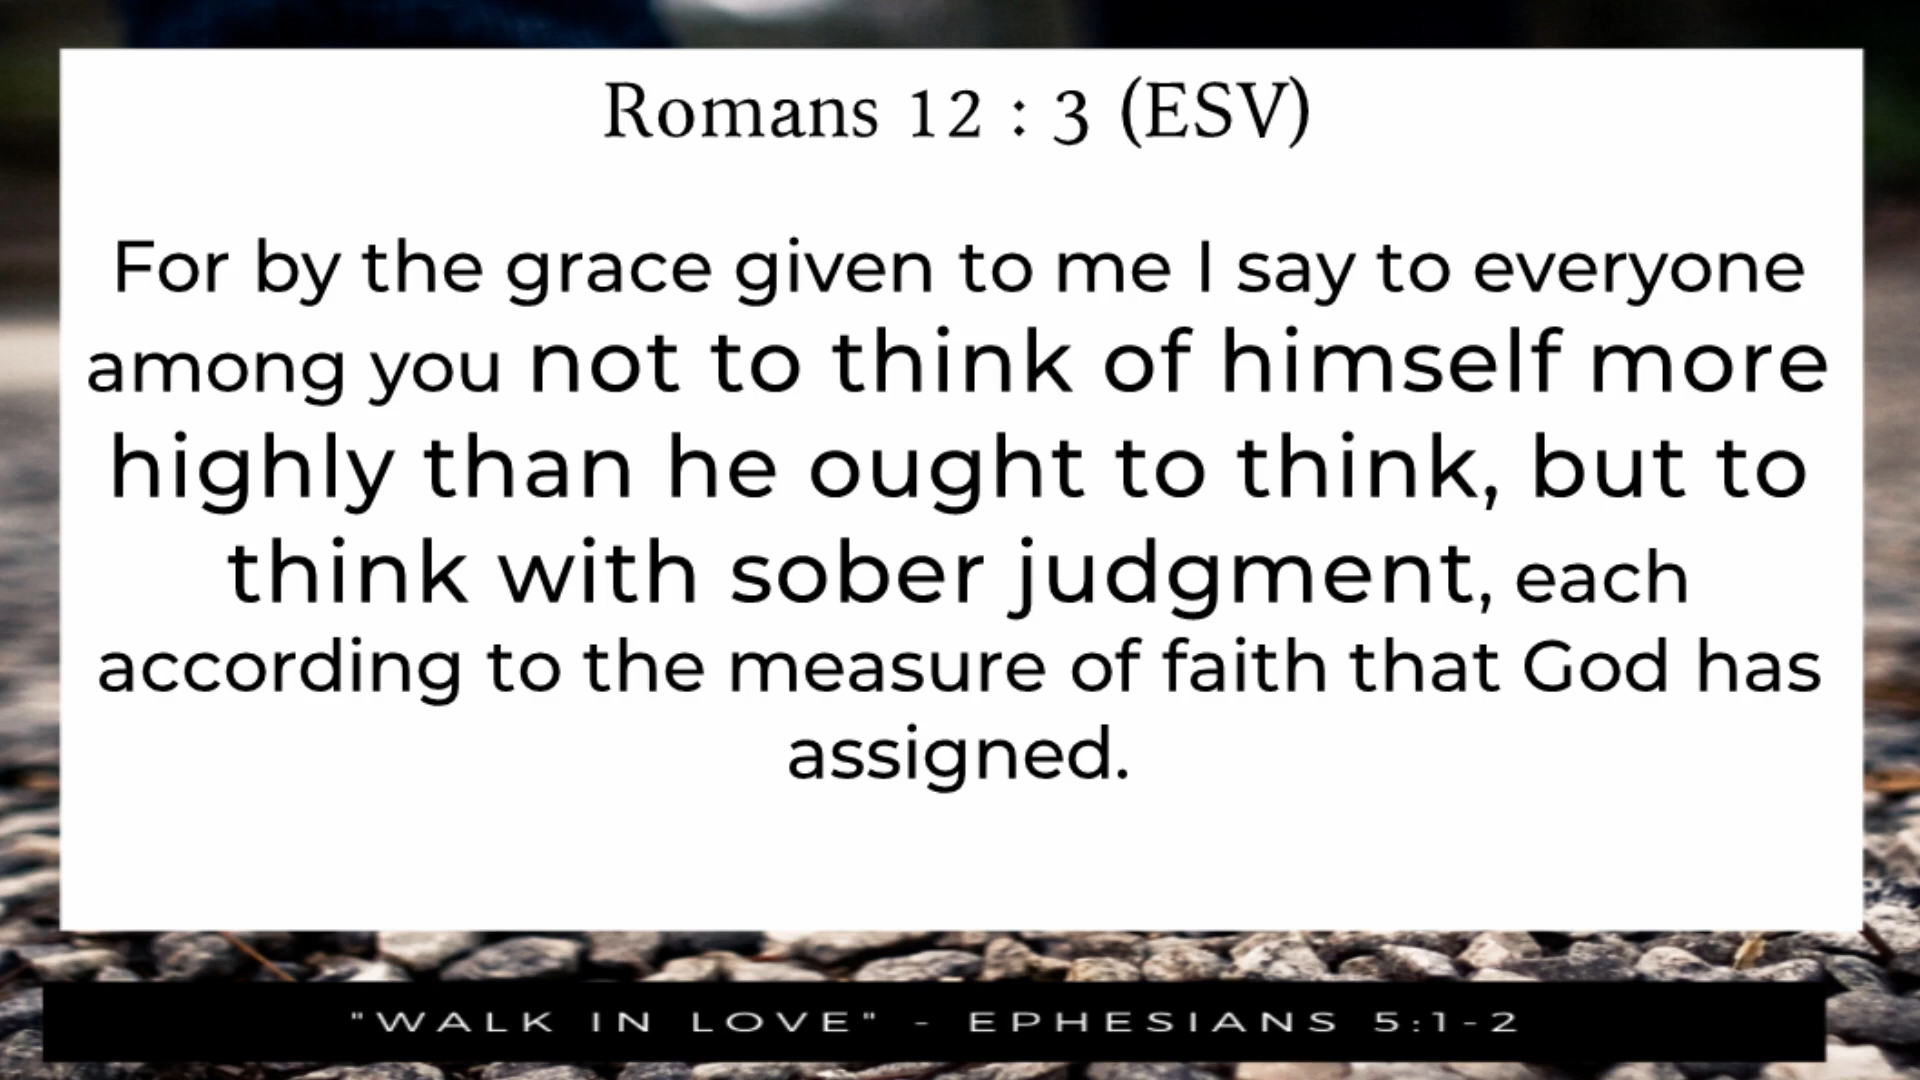 Romans 12 : 3 (ESV)
For by the grace given to me I say to everyone
among you not to think of himself more
highly than he ought to think, but to
think with sober judgment, each
according to the measure of faith that God has
assigned.
"WALK IN LOVE" - EPHESIANS 5:1-2